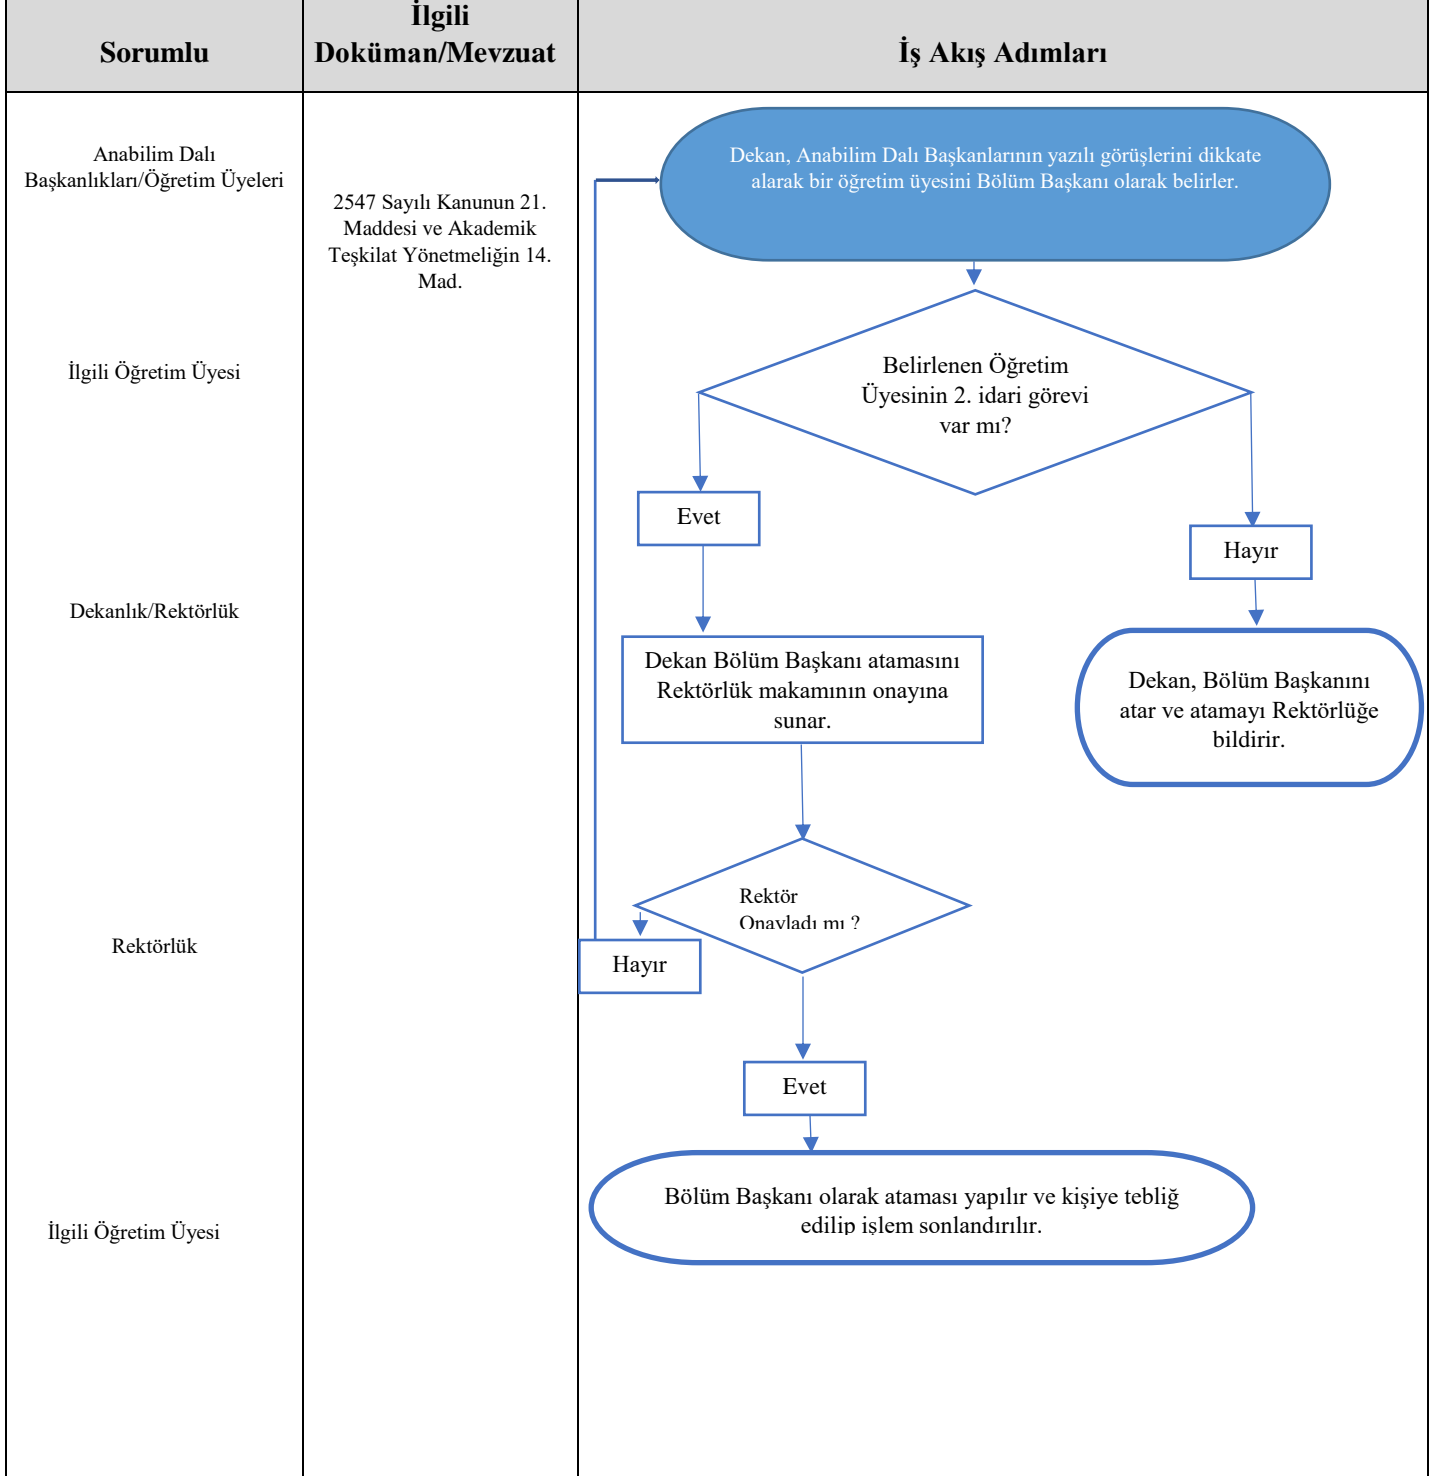 Sorumlu
İlgili
Doküman/Mevzuat
İş Akış Adımları
Anabilim Dalı
Başkanlıkları/Öğretim Üyeleri
2547 Sayılı Kanunun 21.
Maddesi ve Akademik
Teşkilat Yönetmeliğin 14.
Mad.
Dekan, Anabilim Dalı Başkanlarının yazılı görüşlerini dikkate
alarak bir öğretim üyesini Bölüm Başkanı olarak belirler.
İlgili Öğretim Üyesi
Belirlenen Öğretim
Üyesinin 2. idari görevi
var mı?
Evet
Hayır
Dekanlık/Rektörlük
Dekan Bölüm Başkanı atamasını
Rektörlük makamının onayına
sunar.
Dekan, Bölüm Başkanını
atar ve atamayı Rektörlüğe
bildirir.
Rektörlük
Rektör
Onayladı mı ?
Hayır
Evet
İlgili Öğretim Üyesi
Bölüm Başkanı olarak ataması yapılır ve kişiye tebliğ
edilip işlem sonlandırılır.